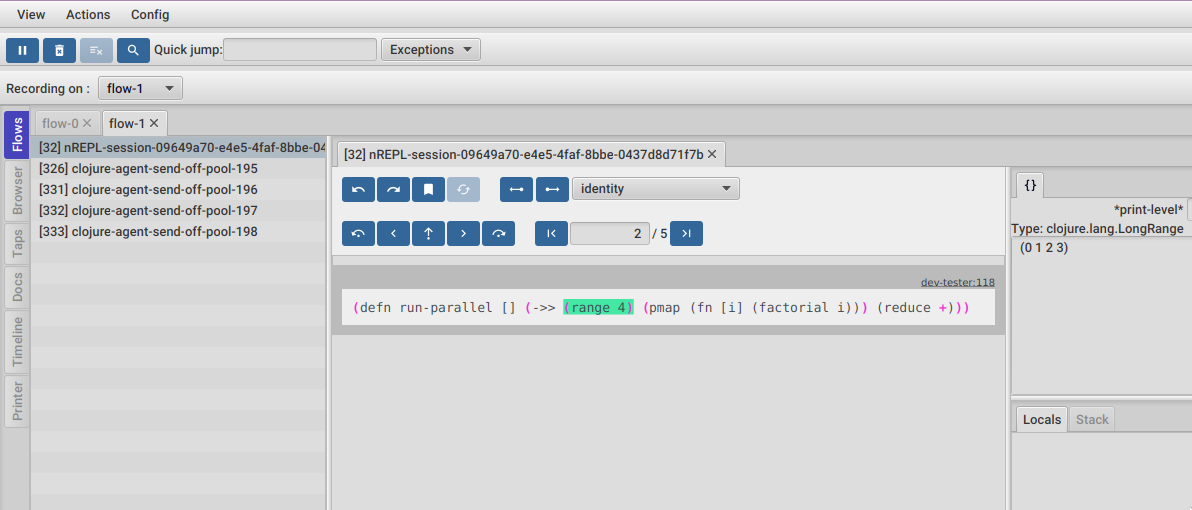 View Actions Config
Quick jump: Exceptions
Recording on : flow-1
flow-0 flow-1
Flows
Browser
Taps
Docs
Timeline
Printer
[32] nREPL-session-09649a70-e4e5-4faf-8bbe-04
[326] clojure-agent-send-off-pool-195
[331] clojure-agent-send-off-pool-196
[332] clojure-agent-send-off-pool-197
[333] clojure-agent-send-off-pool-198
[32] nREPL-session-09649a70-e4e5-4faf-8bbe-0437d8d71f7b
identity
2 / 5
dev-tester:118
(defn run-parallel [] (->> (range 4) (pmap (fn [i] (factorial i))) (reduce +)))
{}
*print-level*
Type: clojure.lang.LongRange
(0 1 2 3)
Locals Stack